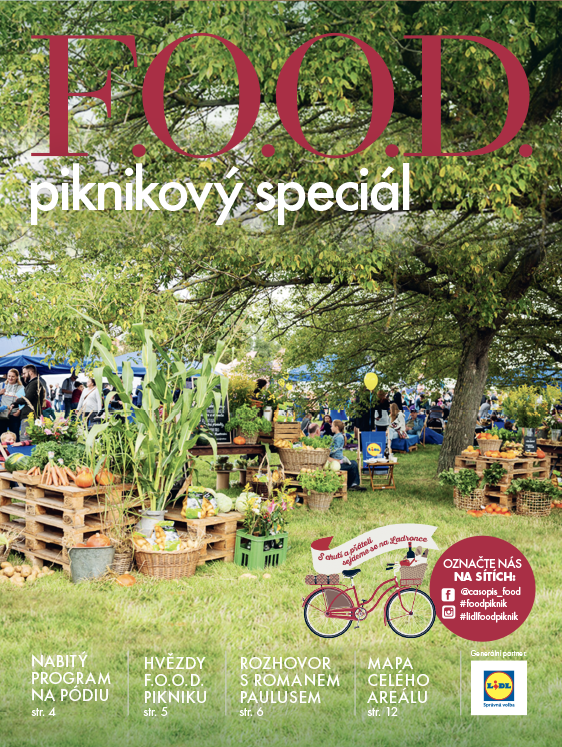 F.O.O.D.
piknikový speciál
S chutí a přáteli
sejdeme se na Ladronce
OZNAČTE NÁS
NA SÍTÍCH:
@casopis_food
#foodpiknik
#lidlfoodpiknik
NABITÝ
PROGRAM
NA PÓDIU
str. 4
HVĚZDY
F.O.O.D.
PIKNIKU
str. 5
ROZHOVOR
S ROMANEM
PAULUSEM
str. 6
MAPA
CELÉHO
AREÁLU
str. 12
Generální partner
LIDL
Správná volba